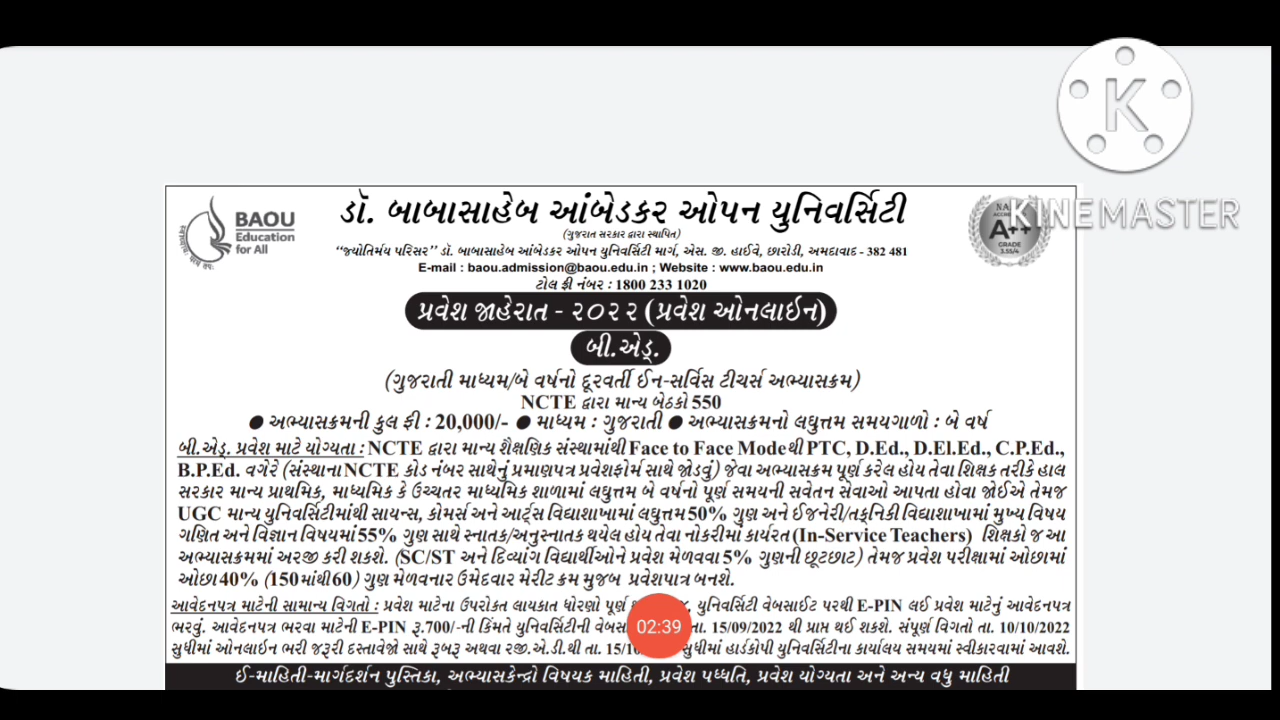 KINEMASTER
K
BAOU
Education
for All
ડૉ. બાબાસાહેબ આંબેડકર ઓપન યુનિવર્સિટી
(ગુજરાત સરકાર દ્વારા સ્થાપિત)
"જ્યોતિર્મય પરિસર" ડૉ. બાબાસાહેબ આંબેડકર ઓપન યુનિવર્સિટી માર્ગ, એસ. જી. હાઈવે, છારોડી, અમદાવાદ - 382 481
E-mail : baou.admission@baou.edu.in ; Website : www.baou.edu.in
ટોલ ફ્રી નંબર : 1800 233 1020
A++
GRADE
3.55/4
પ્રવેશ જાહેરાત - ૨૦૨૨ (પ્રવેશ ઓનલાઈન)
બી.એડ્.
(ગુજરાતી માધ્યમ/બે વર્ષનો દૂરવર્તી ઈન-સર્વિસ ટીચર્સ અભ્યાસક્રમ)
NCTE દ્વારા માન્ય બેઠકો 550
● અભ્યાસક્રમની કુલ ફી : 20,000/- ● માધ્યમ : ગુજરાતી ● અભ્યાસક્રમનો લઘુત્તમ સમયગાળો : બે વર્ષ
બી.એડ્. પ્રવેશ માટે યોગ્યતા : NCTE દ્વારા માન્ય શૈક્ષણિક સંસ્થામાંથી Face to Face Mode થી PTC, D.Ed., D.El.Ed., C.P.Ed.,
B.P.Ed. વગેરે (સંસ્થાના NCTE કોડ નંબર સાથેનું પ્રમાણપત્ર પ્રવેશફોર્મ સાથે જોડવું) જેવા અભ્યાસક્રમ પૂર્ણ કરેલ હોય તેવા શિક્ષક તરીકે હાલ
સરકાર માન્ય પ્રાથમિક, માધ્યમિક કે ઉચ્ચતર માધ્યમિક શાળામાં લઘુત્તમ બે વર્ષનો પૂર્ણ સમયની સવેતન સેવાઓ આપતા હોવા જોઈએ તેમજ
UGC માન્ય યુનિવર્સિટીમાંથી સાયન્સ, કોમર્સ અને આર્ટ્સ વિદ્યાશાખામાં લઘુત્તમ 50% ગુણ અને ઈજનેરી/તક્નિકી વિદ્યાશાખામાં મુખ્ય વિષય
ગણિત અને વિજ્ઞાન વિષયમાં 55% ગુણ સાથે સ્નાતક/અનુસ્નાતક થયેલ હોય તેવા નોકરીમાં કાર્યરત (In-Service Teachers) શિક્ષકો જ આ
અભ્યાસક્રમમાં અરજી કરી શકશે. (SC/ST અને દિવ્યાંગ વિદ્યાર્થીઓને પ્રવેશ મેળવવા 5% ગુણની છૂટછાટ) તેમજ પ્રવેશ પરીક્ષામાં ઓછામાં
ઓછા 40% (150 માંથી 60) ગુણ મેળવનાર ઉમેદવાર મેરીટ ક્રમ મુજબ પ્રવેશપાત્ર બનશે.
આવેદનપત્ર માટેની સામાન્ય વિગતો : પ્રવેશ માટેના ઉપરોક્ત લાયકાત ધોરણો પૂર્ણ યુનિવર્સિટી વેબસાઈટ પરથી E-PIN લઈ પ્રવેશ માટેનું આવેદનપત્ર
ભરવું. આવેદનપત્ર ભરવા માટેની E-PIN રૂ.700/-ની કિંમતે યુનિવર્સિટીની તા. 15/09/2022 થી પ્રાપ્ત થઈ શકશે. સંપૂર્ણ વિગતો તા. 10/10/2022
સુધીમાં ઓનલાઈન ભરી જરૂરી દસ્તાવેજો સાથે રૂબરૂ અથવા રજી.એ.ડી.થી તા. સુધીમાં હાર્ડકોપી યુનિવર્સિટીના કાર્યાલય સમયમાં સ્વીકારવામાં આવશે.
02:39
ઈ-માહિતી-માર્ગદર્શન પુસ્તિકા, અભ્યાસકેન્દ્રો વિષયક માહિતી, પ્રવેશ પધ્ધતિ, પ્રવેશ યોગ્યતા અને અન્ય વધુ માહિતી